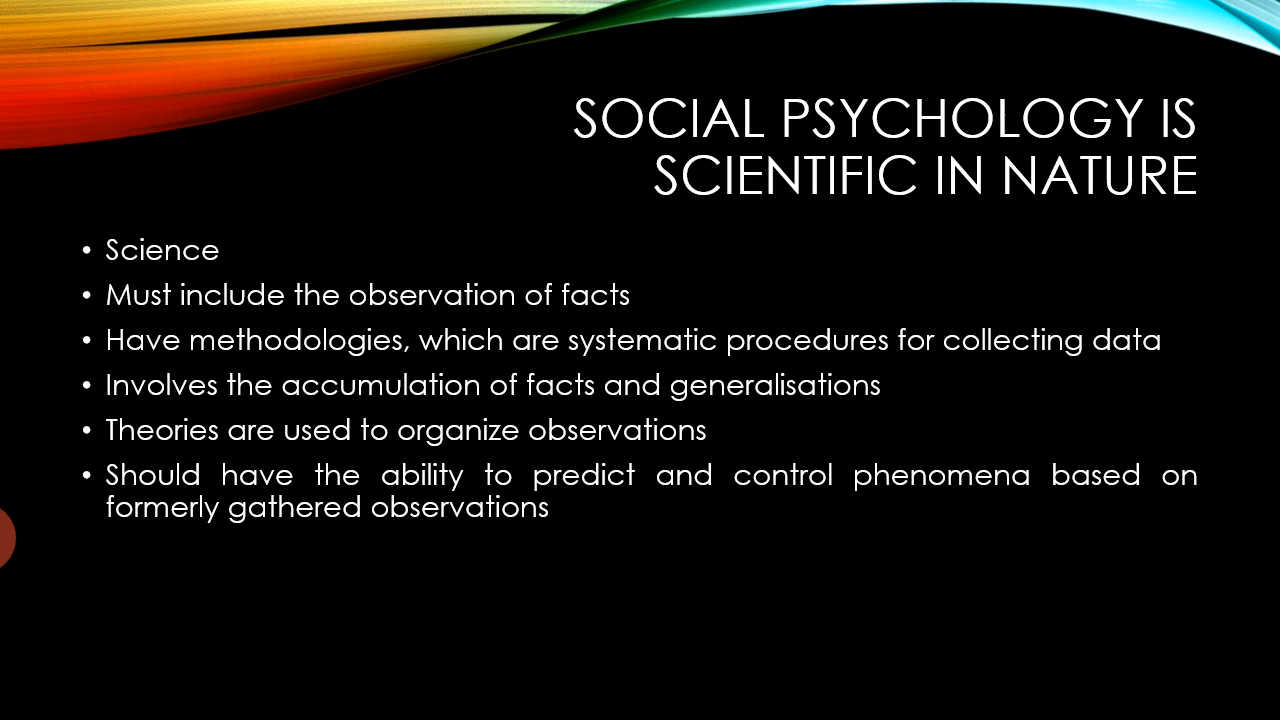 SOCIAL PSYCHOLOGY IS
SCIENTIFIC IN NATURE
• Science
• Must include the observation of facts
• Have methodologies, which are systematic procedures for collecting data
• Involves the accumulation of facts and generalisations
• Theories are used to organize observations
• Should have the ability to predict and control phenomena based on
formerly gathered observations